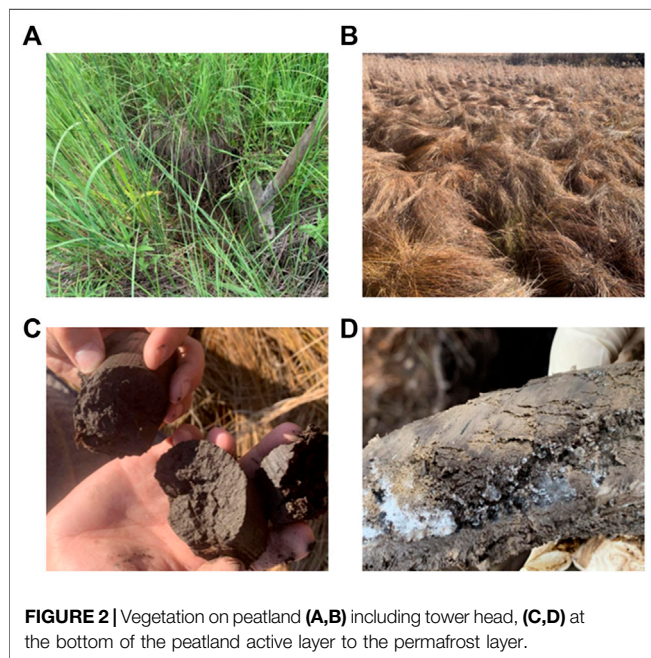 A
B
C
D
FIGURE 2 | Vegetation on peatland (A,B) including tower head, (C,D) at
the bottom of the peatland active layer to the permafrost layer.